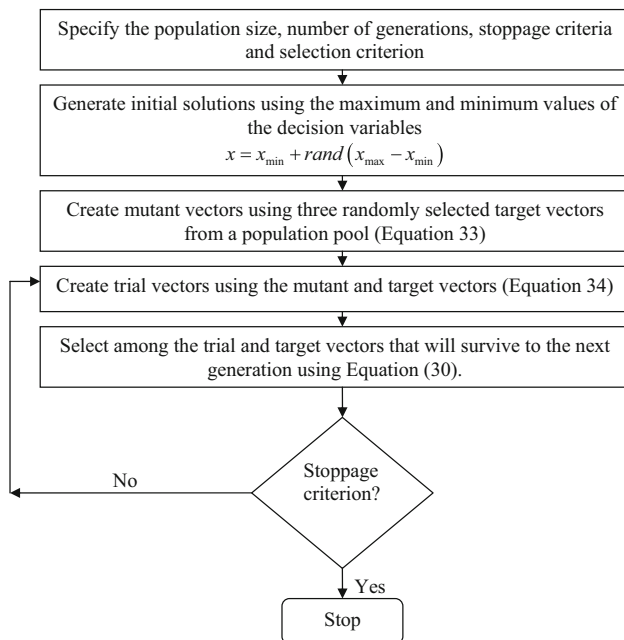 Specify the population size, number of generations, stoppage criteria
and selection criterion
Generate initial solutions using the maximum and minimum values of
the decision variables
x = x_min + rand(x_max − x_min)
Create mutant vectors using three randomly selected target vectors
from a population pool (Equation 33)
Create trial vectors using the mutant and target vectors (Equation 34)
Select among the trial and target vectors that will survive to the next
generation using Equation (30).
Stoppage
criterion?
No
Yes
Stop